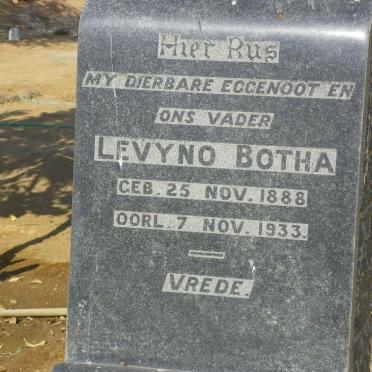 Hier Rus
MY DIERBARE EGGENOOT EN
ONS VADER
LEVYNO BOTHA
GEB. 25 NOV. 1888
OORL. 7 NOV. 1933.
VREDE.